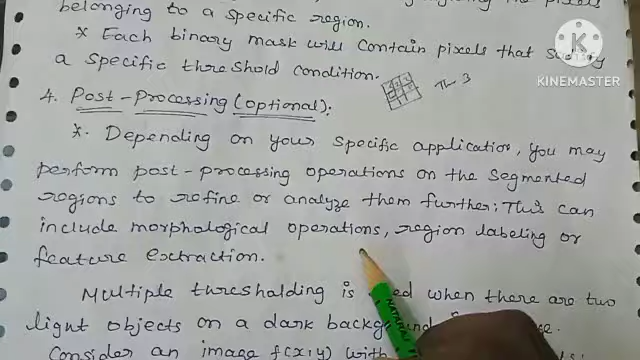 belonging to a specific region.
* Each binary mask will contain pixels that
a specific threshold condition.
KINEMASTER
4. Post-Processing (optional):
*. Depending on your specific application, you may
perform post-processing operations on the segmented
regions to refine or analyze them further; This can
include morphological operations, region labeling or
feature extraction.
Multiple thresholding is when there are two
light objects on a dark
Consider an image f(x,y) with